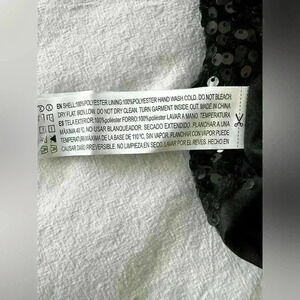 EN SHELL:100%POLYESTER LINING:100%POLYESTER HAND WASH COLD. DO NOT BLEACH
DRY FLAT. IRON LOW. DO NOT DRY CLEAN. TURN GARMENT INSIDE OUT. MADE IN CHINA
ES TELA EXTERIOR:100%poliéster FORRO:100%poliéster LAVAR A MANO. TEMPERATURA
MÁXIMA 40°C. NO USAR BLANQUEADOR. SECADO EXTENDIDO. PLANCHAR A UNA
TEMPERATURA MÁXIMA DE LA BASE DE 110°C, SIN VAPOR. PLANCHAR CON VAPOR PUEDE
CAUSAR DAÑO IRREVERSIBLE. NO LIMPIEZA EN SECO. LAVAR POR EL REVES. HECHO EN